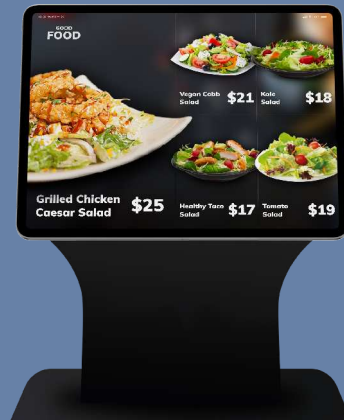 GOOD
FOOD
Vegan Cobb
Salad
$21
Kale
Salad
$18
Grilled Chicken
Caesar Salad
$25
Healthy Taco
Salad
$17
Tomato
Salad
$19